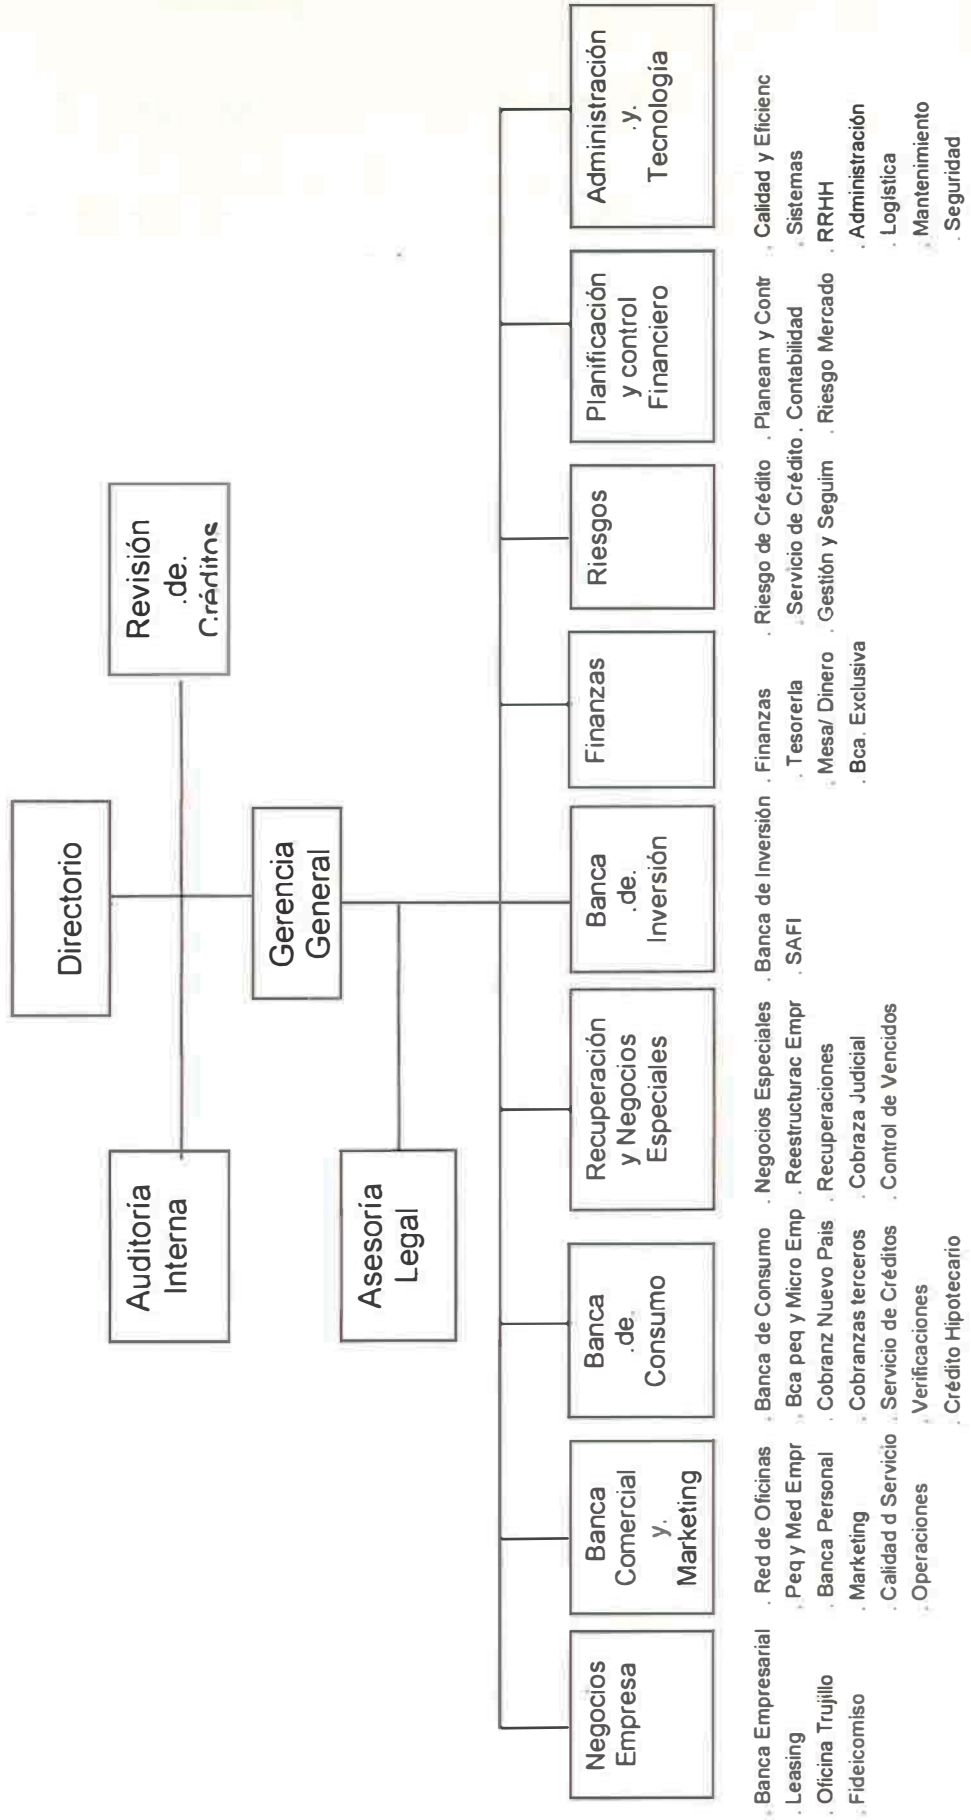 Directorio
Auditoría
Interna
Revisión
.de.
Créditos
Gerencia
General
Asesoría
Legal
Negocios
Empresa
Banca
Comercial
y.
Marketing
Banca
.de.
Consumo
Recuperación
y Negocios
Especiales
Banca
.de.
Inversión
Finanzas
Riesgos
Planificación
y control
Financiero
Administración
.y.
Tecnología
. Banca Empresarial
. Leasing
. Oficina Trujillo
. Fideicomiso
. Red de Oficinas
. Peq y Med Empr
. Banca Personal
. Marketing
. Calidad d Servicio
. Operaciones
. Banca de Consumo
. Bca peq y Micro Emp
. Cobranz Nuevo Pais
. Cobranzas terceros
. Servicio de Créditos
. Verificaciones
. Crédito Hipotecario
. Negocios Especiales
. Reestructurac Empr
. Recuperaciones
. Cobraza Judicial
. Control de Vencidos
. Banca de Inversión
. SAFI
. Finanzas
. Tesorería
. Mesa/ Dinero
. Bca. Exclusiva
. Riesgo de Crédito
. Servicio de Crédito
. Gestión y Seguim
. Planeam y Contr
. Contabilidad
. Riesgo Mercado
. Calidad y Eficienc
. Sistemas
. RRHH
. Administración
. Logística
. Mantenimiento
. Seguridad